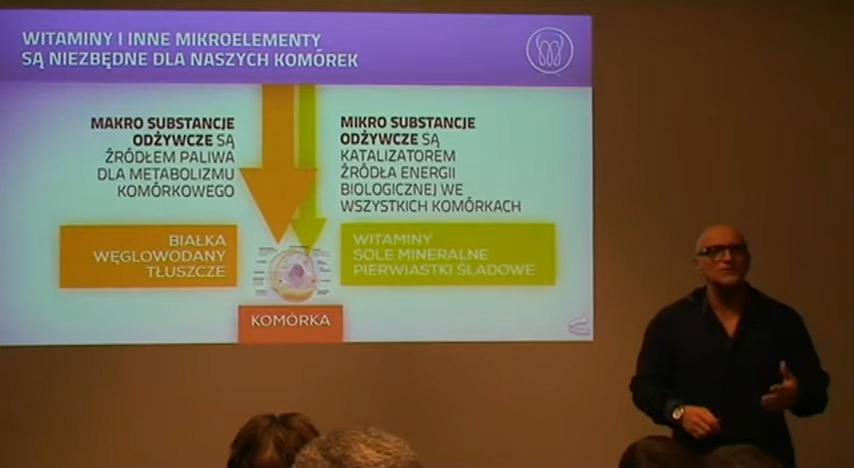 WITAMINY I INNE MIKROELEMENTY
SĄ NIEZBĘDNE DLA NASZYCH KOMÓREK
MAKRO SUBSTANCJE
ODŻYWCZE SĄ
ŹRÓDŁEM PALIWA
DLA METABOLIZMU
KOMÓRKOWEGO
MIKRO SUBSTANCJE
ODŻYWCZE SĄ
KATALIZATOREM
ŹRÓDŁA ENERGII
BIOLOGICZNEJ WE
WSZYSTKICH KOMÓRKACH
BIAŁKA
WĘGLOWODANY
TŁUSZCZE
WITAMINY
SOLE MINERALNE
PIERWIASTKI ŚLADOWE
KOMÓRKA